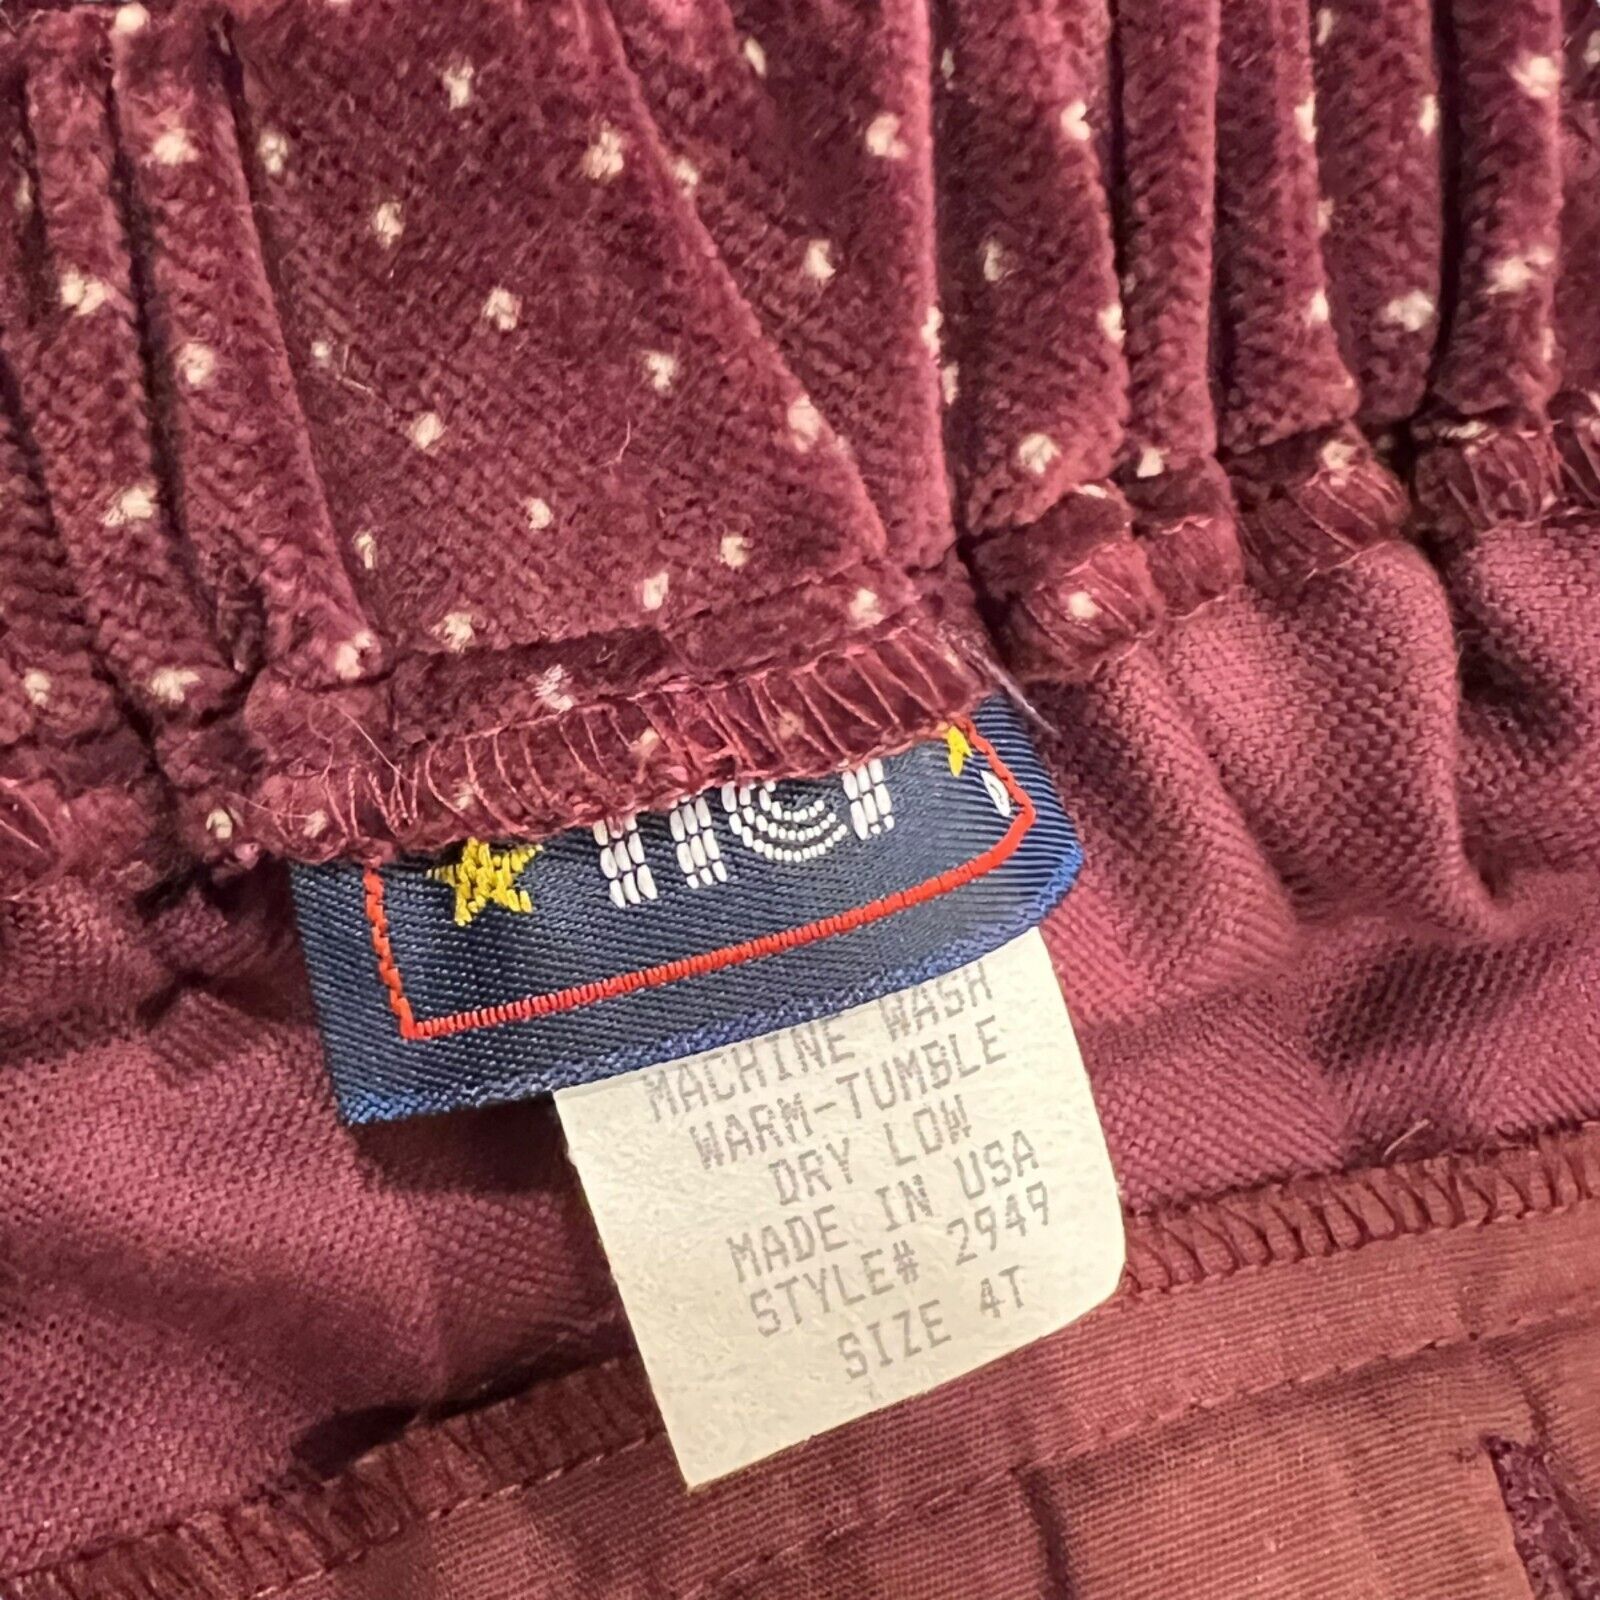 MACHINE WASH
WARM-TUMBLE
DRY LOW
MADE IN USA
STYLE# 2949
SIZE 4T